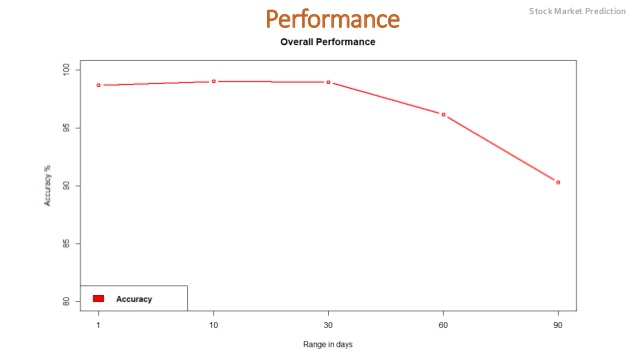 Stock Market Prediction
Performance
Overall Performance
Accuracy %
100
95
90
85
80
Accuracy
1 10 30 60 90
Range in days